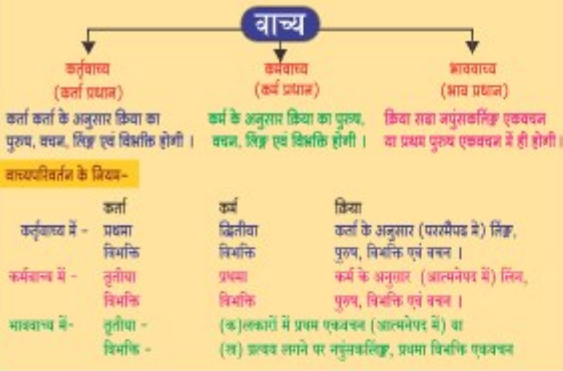 वाच्य
कर्तृवाच्य कर्मवाच्य भाववाच्य
(कर्ता प्रधान) (कर्म प्रधान) (भाव प्रधान)
कर्ता कर्ता के अनुसार क्रिया का कर्म के अनुसार क्रिया का पुरुष, क्रिया सदा नपुंसकलिङ्ग एकवचन
पुरुष, वचन, लिङ्ग एवं विभक्ति होगी । वचन, लिङ्ग एवं विभक्ति होगी । या प्रथम पुरुष एकवचन में ही होगी।
वाच्यपरिवर्तन के नियम-
कर्ता कर्म क्रिया
कर्तृवाच्य में - प्रथमा द्वितीया कर्ता के अनुसार (परस्मैपद में) लिङ्ग,
विभक्ति विभक्ति पुरुष, विभक्ति एवं वचन ।
कर्मवाच्य में - तृतीया प्रथमा कर्म के अनुसार (आत्मनेपद में) लिंग,
विभक्ति विभक्ति पुरुष, विभक्ति एवं वचन ।
भाववाच्य में- तृतीया - (क)लकारों में प्रथम एकवचन (आत्मनेपद में) या
विभक्ति - (ख) प्रत्यय लगने पर नपुंसकलिङ्ग, प्रथमा विभक्ति एकवचन